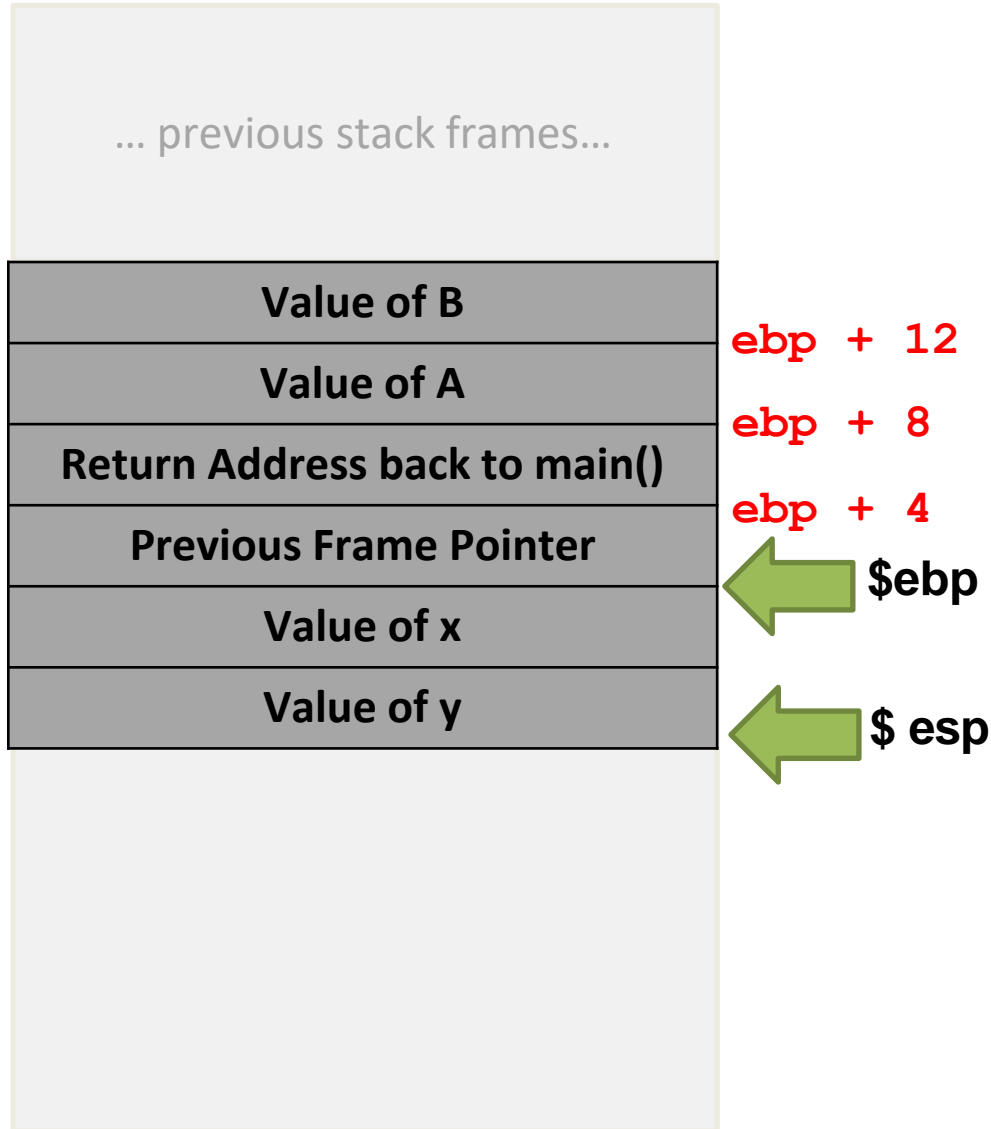 ... previous stack frames...
Value of B
ebp + 12
Value of A
ebp + 8
Return Address back to main()
ebp + 4
Previous Frame Pointer
$ebp
Value of x
Value of y
$ esp